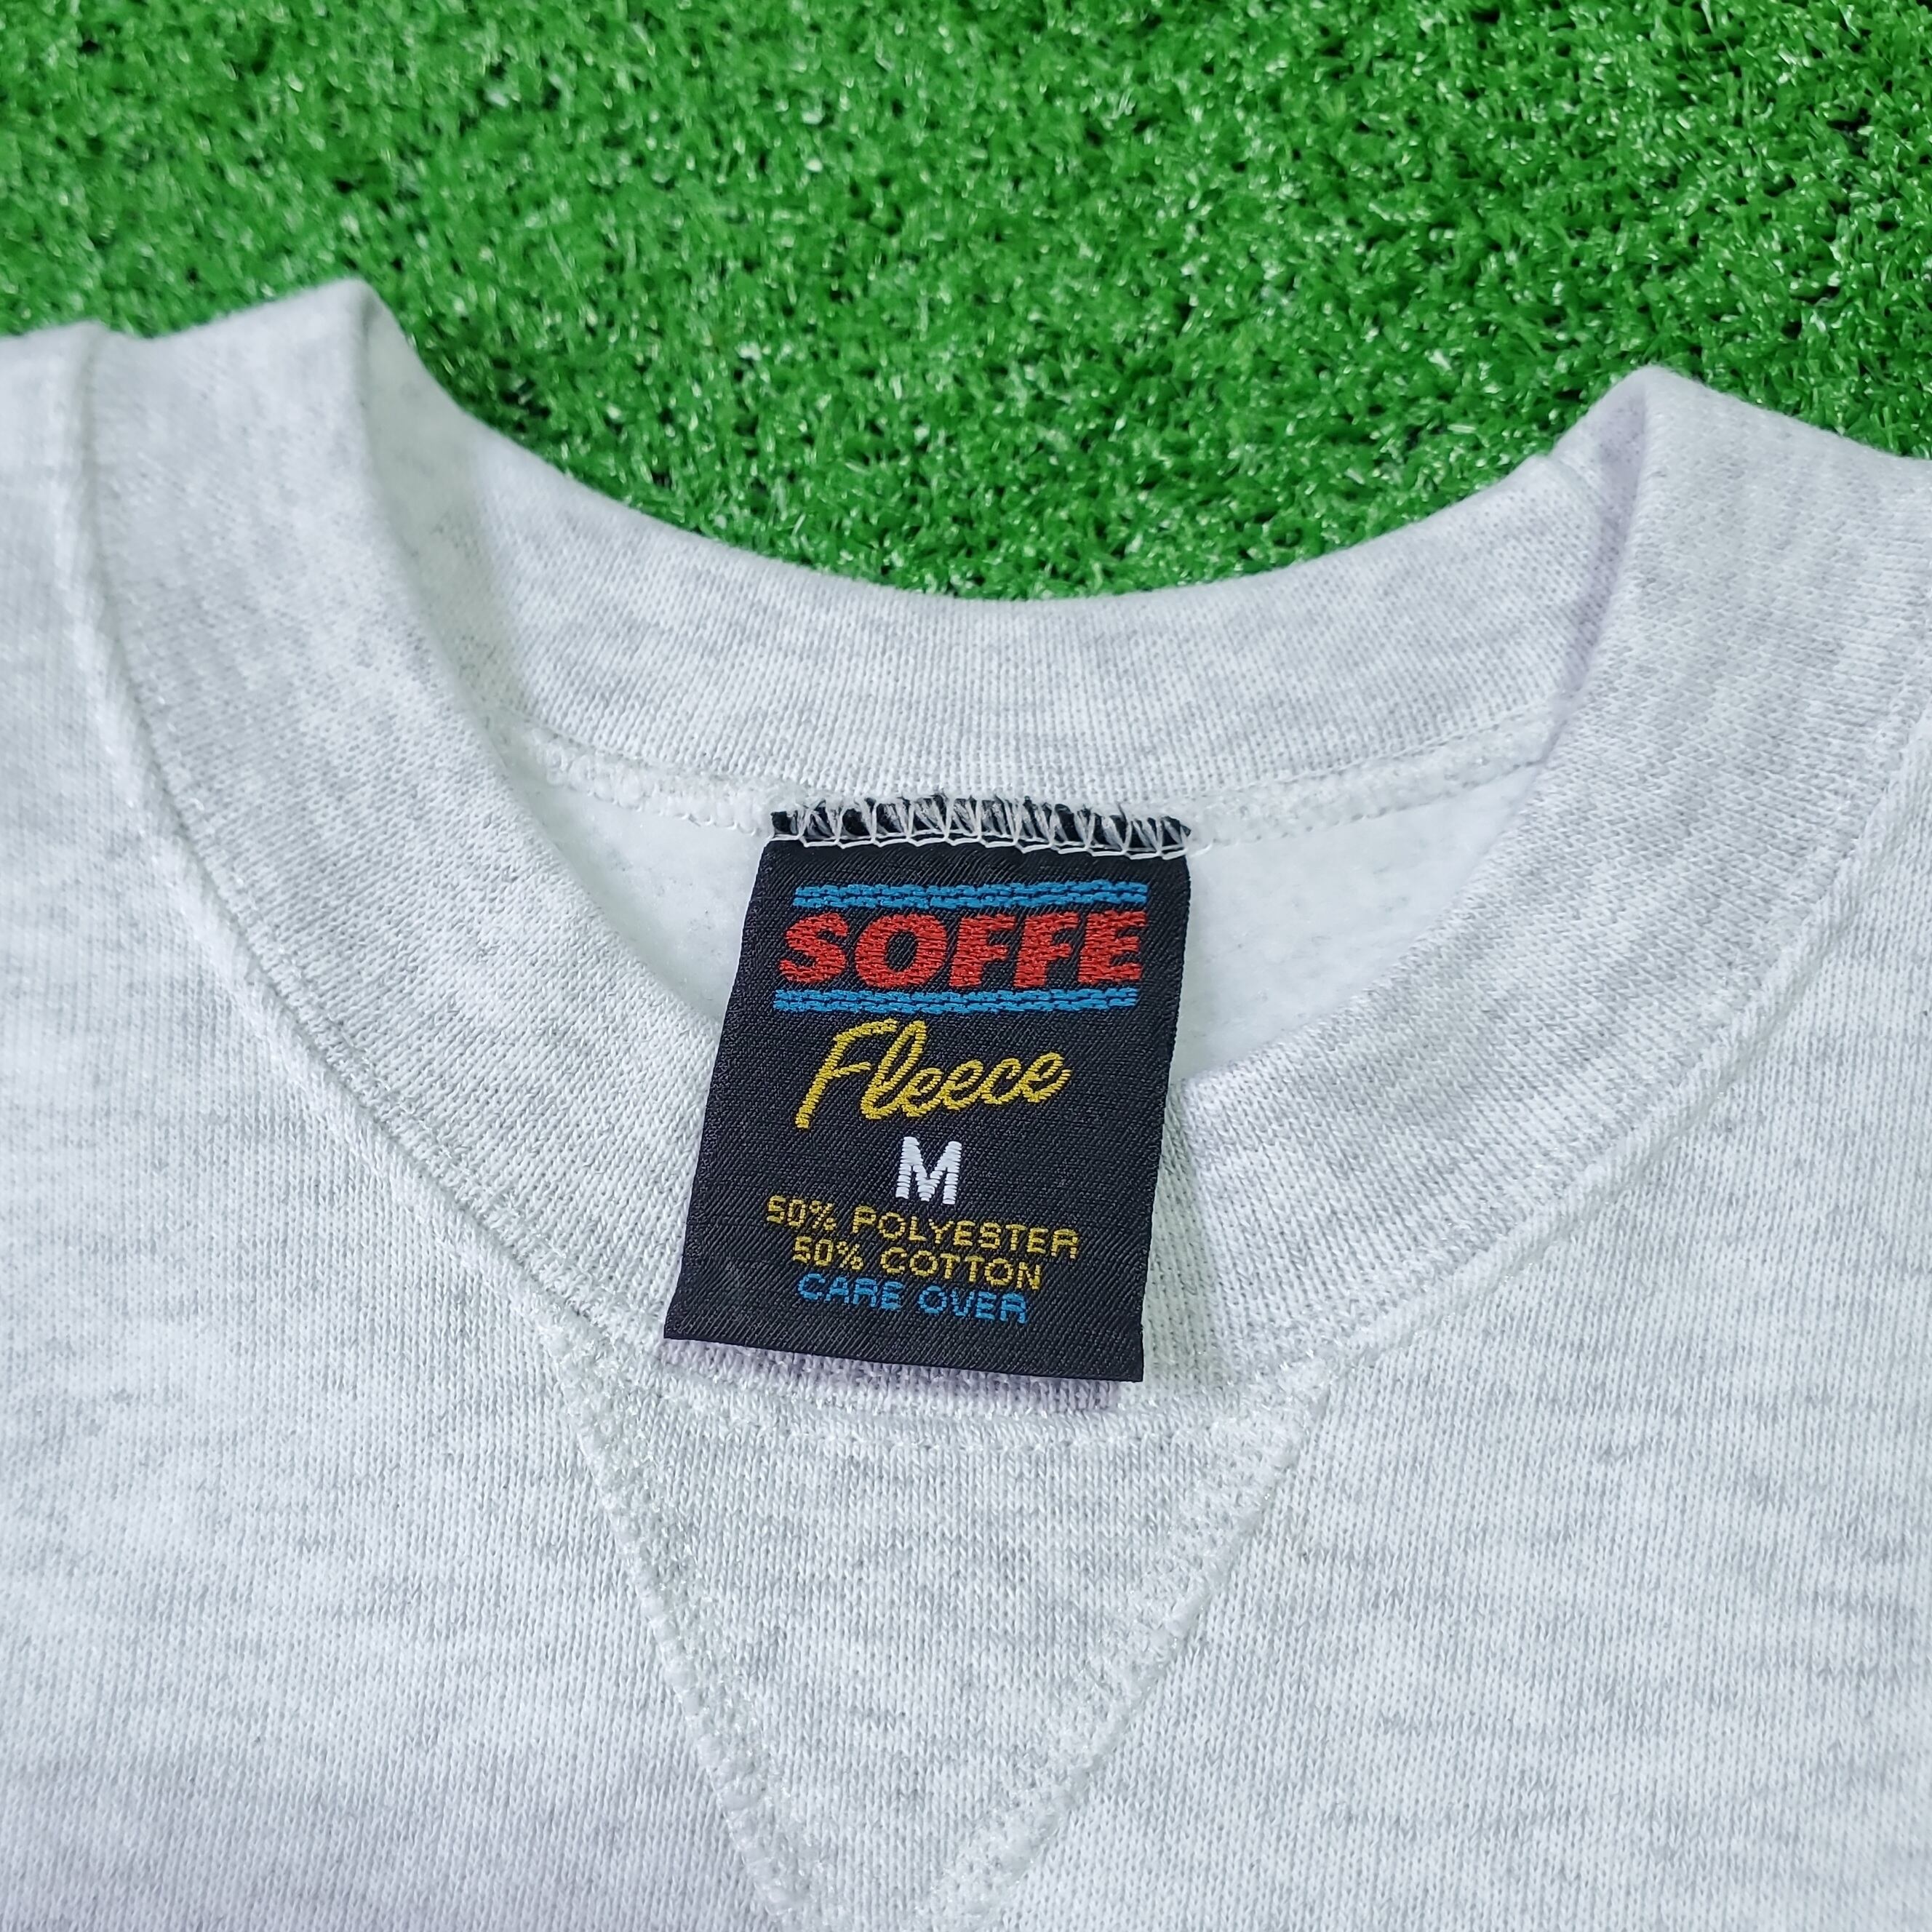 SOFFE
Fleece
M
50% POLYESTER
50% COTTON
CARE OVER